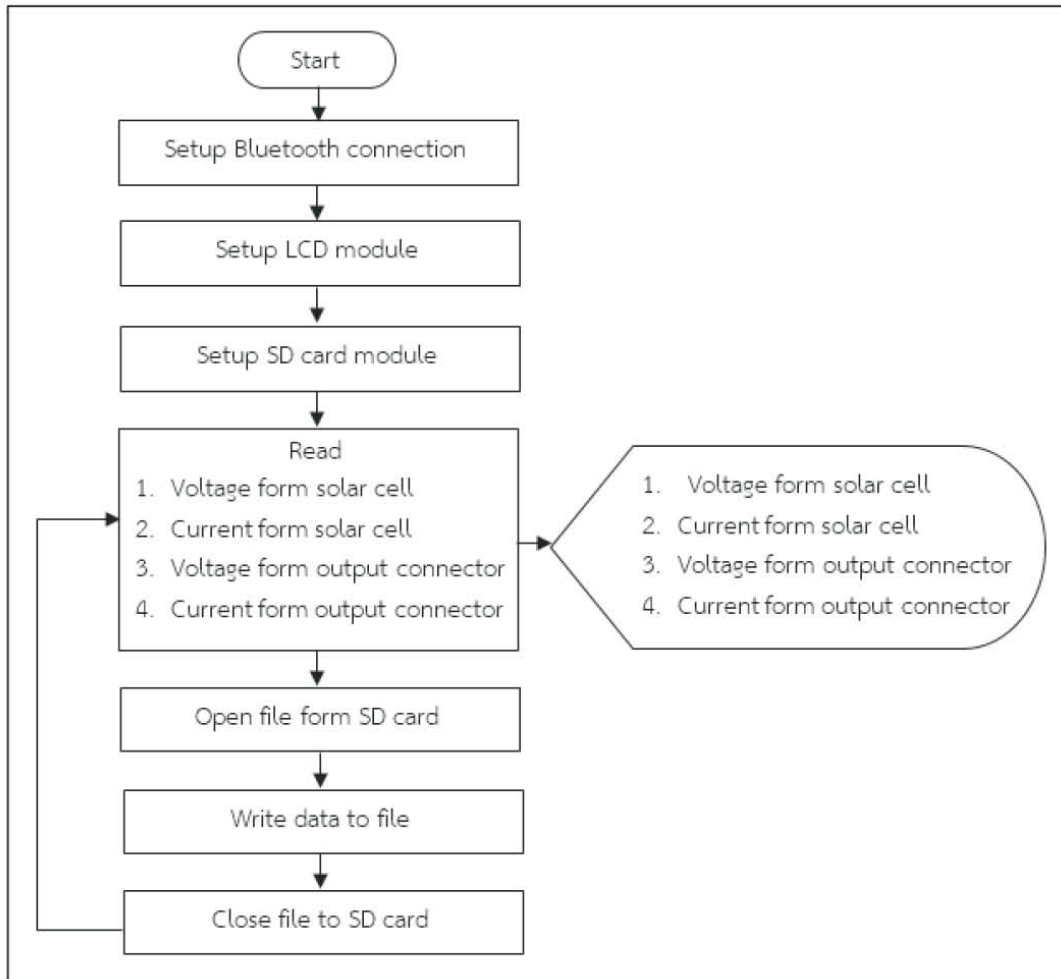 Start
Setup Bluetooth connection
Setup LCD module
Setup SD card module
Read
1. Voltage form solar cell
2. Current form solar cell
3. Voltage form output connector
4. Current form output connector
1. Voltage form solar cell
2. Current form solar cell
3. Voltage form output connector
4. Current form output connector
Open file form SD card
Write data to file
Close file to SD card